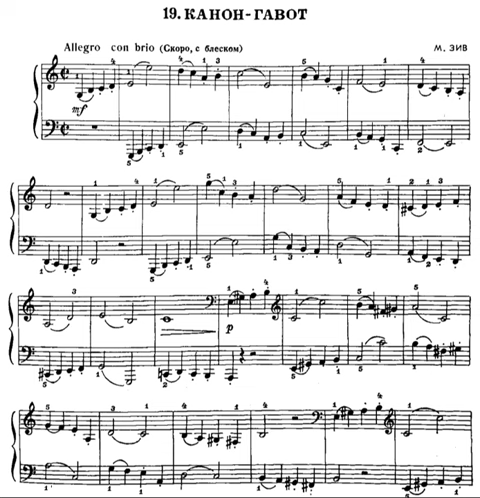 19. КАНОН-ГАВОТ
Allegro con brio (Скоро, с блеском)
М. ЗИВ
mf
p